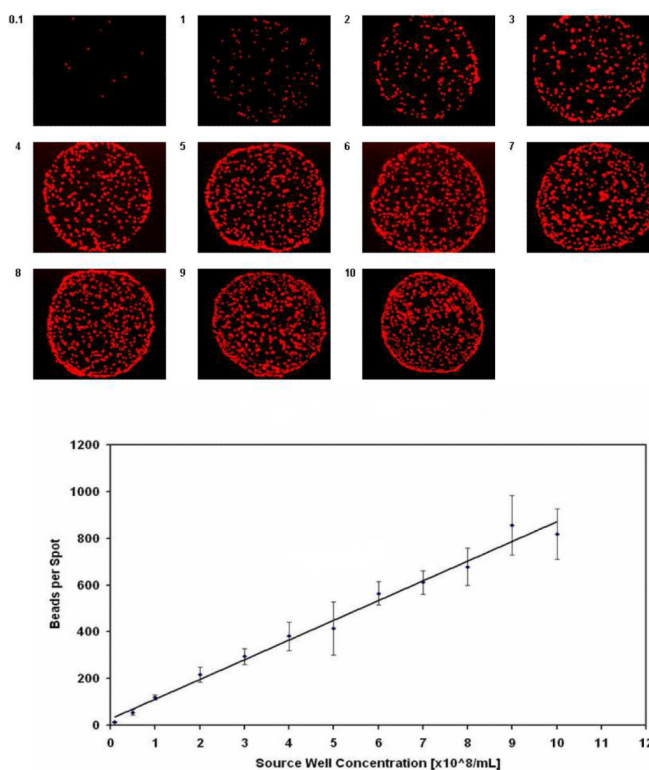 0.1 1 2 3
4 5 6 7
8 9 10
1200
1000
800
600
400
200
0
Beads per Spot
0 1 2 3 4 5 6 7 8 9 10 11 12
Source Well Concentration [x10^8/mL]